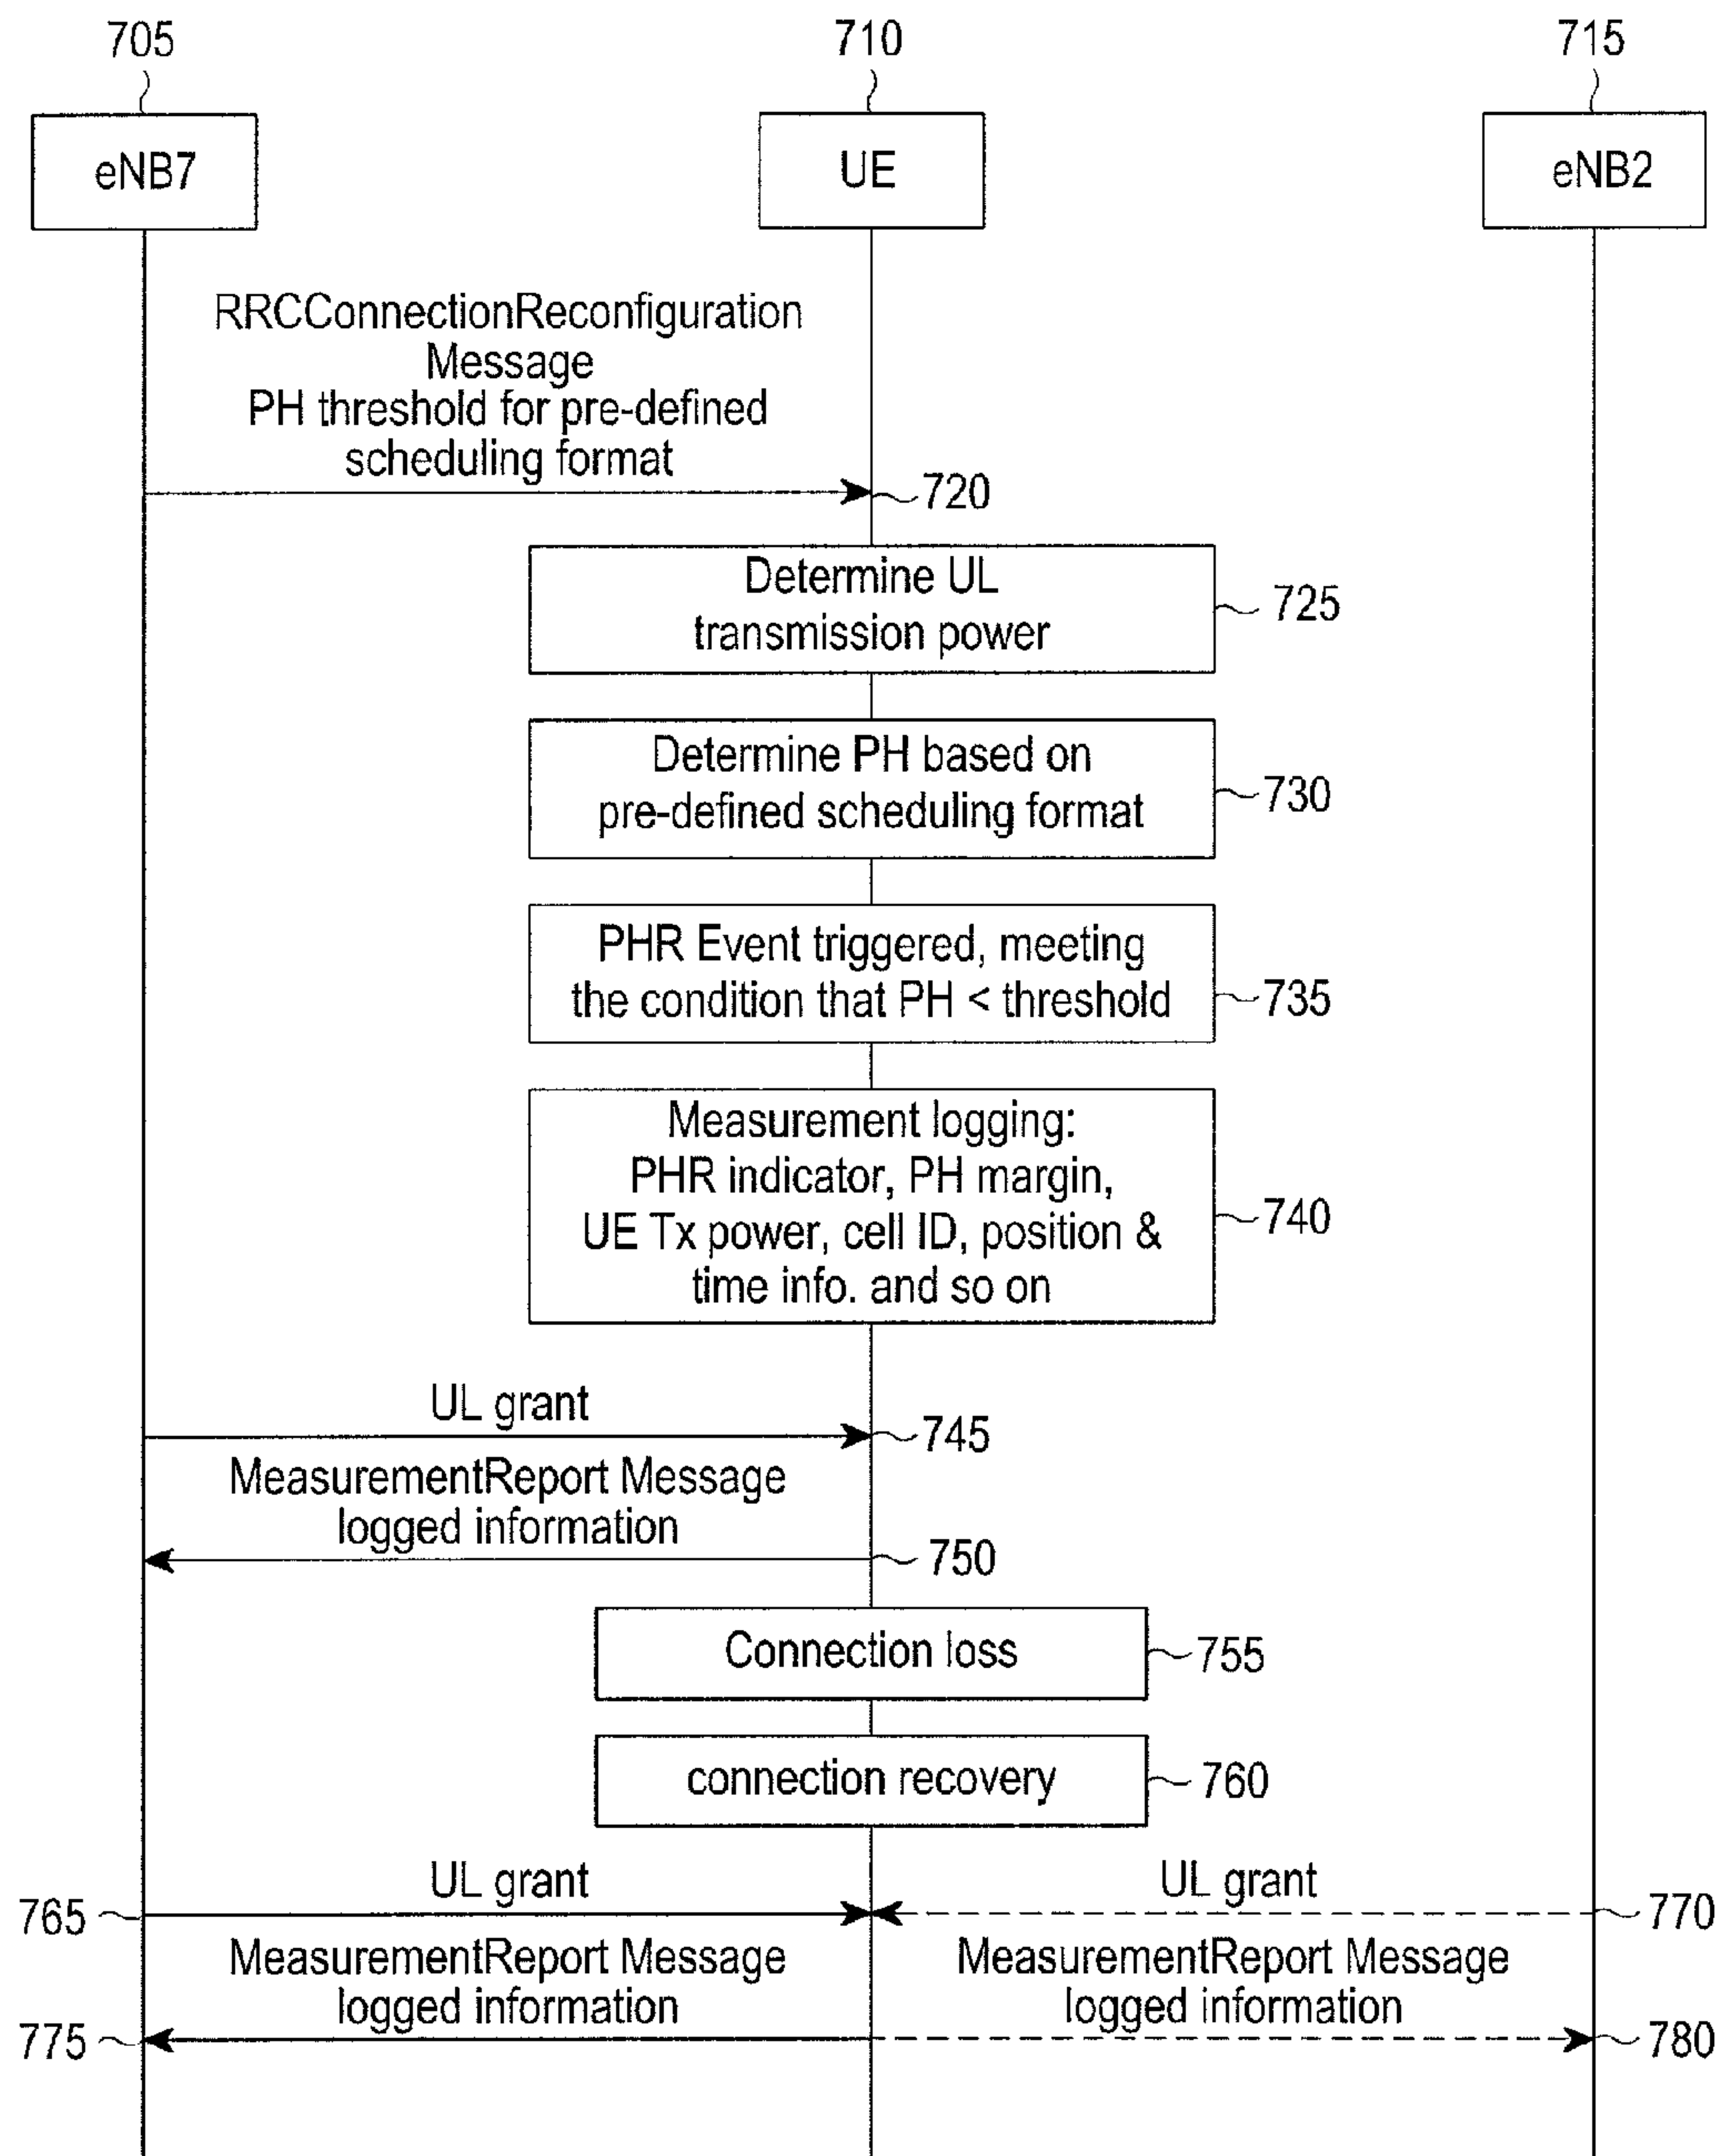 705
710
715
eNB7
UE
eNB2
RRCConnectionReconfiguration
Message
PH threshold for pre-defined
scheduling format
720
Determine UL
transmission power
725
Determine PH based on
pre-defined scheduling format
730
PHR Event triggered, meeting
the condition that PH < threshold
735
Measurement logging:
PHR indicator, PH margin,
UE Tx power, cell ID, position &
time info. and so on
740
UL grant
745
MeasurementReport Message
logged information
750
Connection loss
755
connection recovery
760
UL grant
UL grant
765
770
MeasurementReport Message
logged information
MeasurementReport Message
logged information
775
780